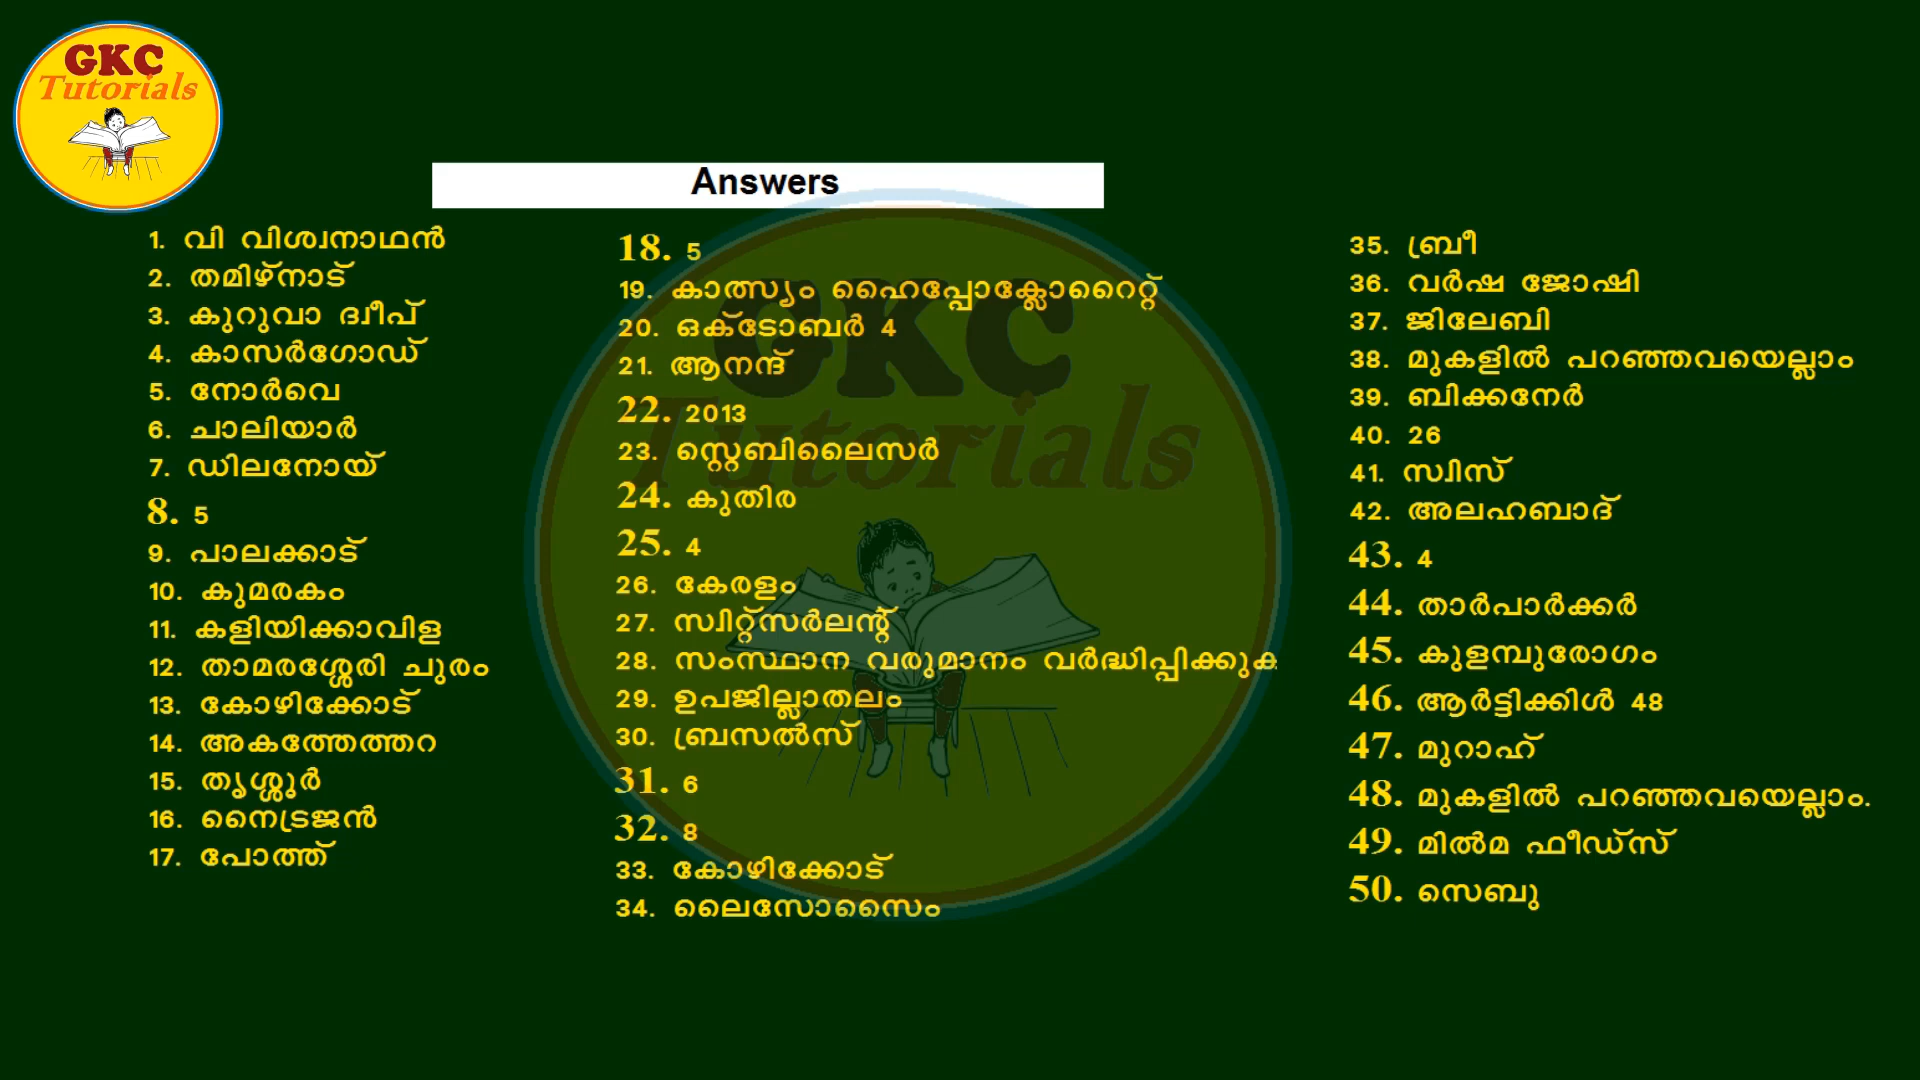 GKC
Tutorials
Answers
1. വി വിശ്വനാഥൻ
2. തമിഴ്നാട്
3. കുറുവാ ദ്വീപ്
4. കാസർഗോഡ്
5. നോർവെ
6. ചാലിയാർ
7. ഡിലനോയ്
8. 5
9. പാലക്കാട്
10. കുമരകം
11. കളിയിക്കാവിള
12. താമരശ്ശേരി ചുരം
13. കോഴിക്കോട്
14. അകത്തേത്തറ
15. തൃശ്ശൂർ
16. നൈട്രജൻ
17. പോത്ത്
18. 5
19. കാത്സ്യം ഹൈപ്പോക്ലോറൈറ്റ്
20. ഒക്ടോബർ 4
21. ആനന്ദ്
22. 2013
23. സ്റ്റെബിലൈസർ
24. കുതിര
25. 4
26. കേരളം
27. സ്വിറ്റ്സർലന്റ്
28. സംസ്ഥാന വരുമാനം വർദ്ധിപ്പിക്കുക
29. ഉപജില്ലാതലം
30. ബ്രസൽസ്
31. 6
32. 8
33. കോഴിക്കോട്
34. ലൈസോസൈം
35. ബ്രീ
36. വർഷ ജോഷി
37. ജിലേബി
38. മുകളിൽ പറഞ്ഞവയെല്ലാം
39. ബിക്കനേർ
40. 26
41. സ്വിസ്
42. അലഹബാദ്
43. 4
44. താർപാർക്കർ
45. കുളമ്പുരോഗം
46. ആർട്ടിക്കിൾ 48
47. മുറാഹ്
48. മുകളിൽ പറഞ്ഞവയെല്ലാം.
49. മിൽമ ഫീഡ്സ്
50. സെബു
GKC
Tutorials